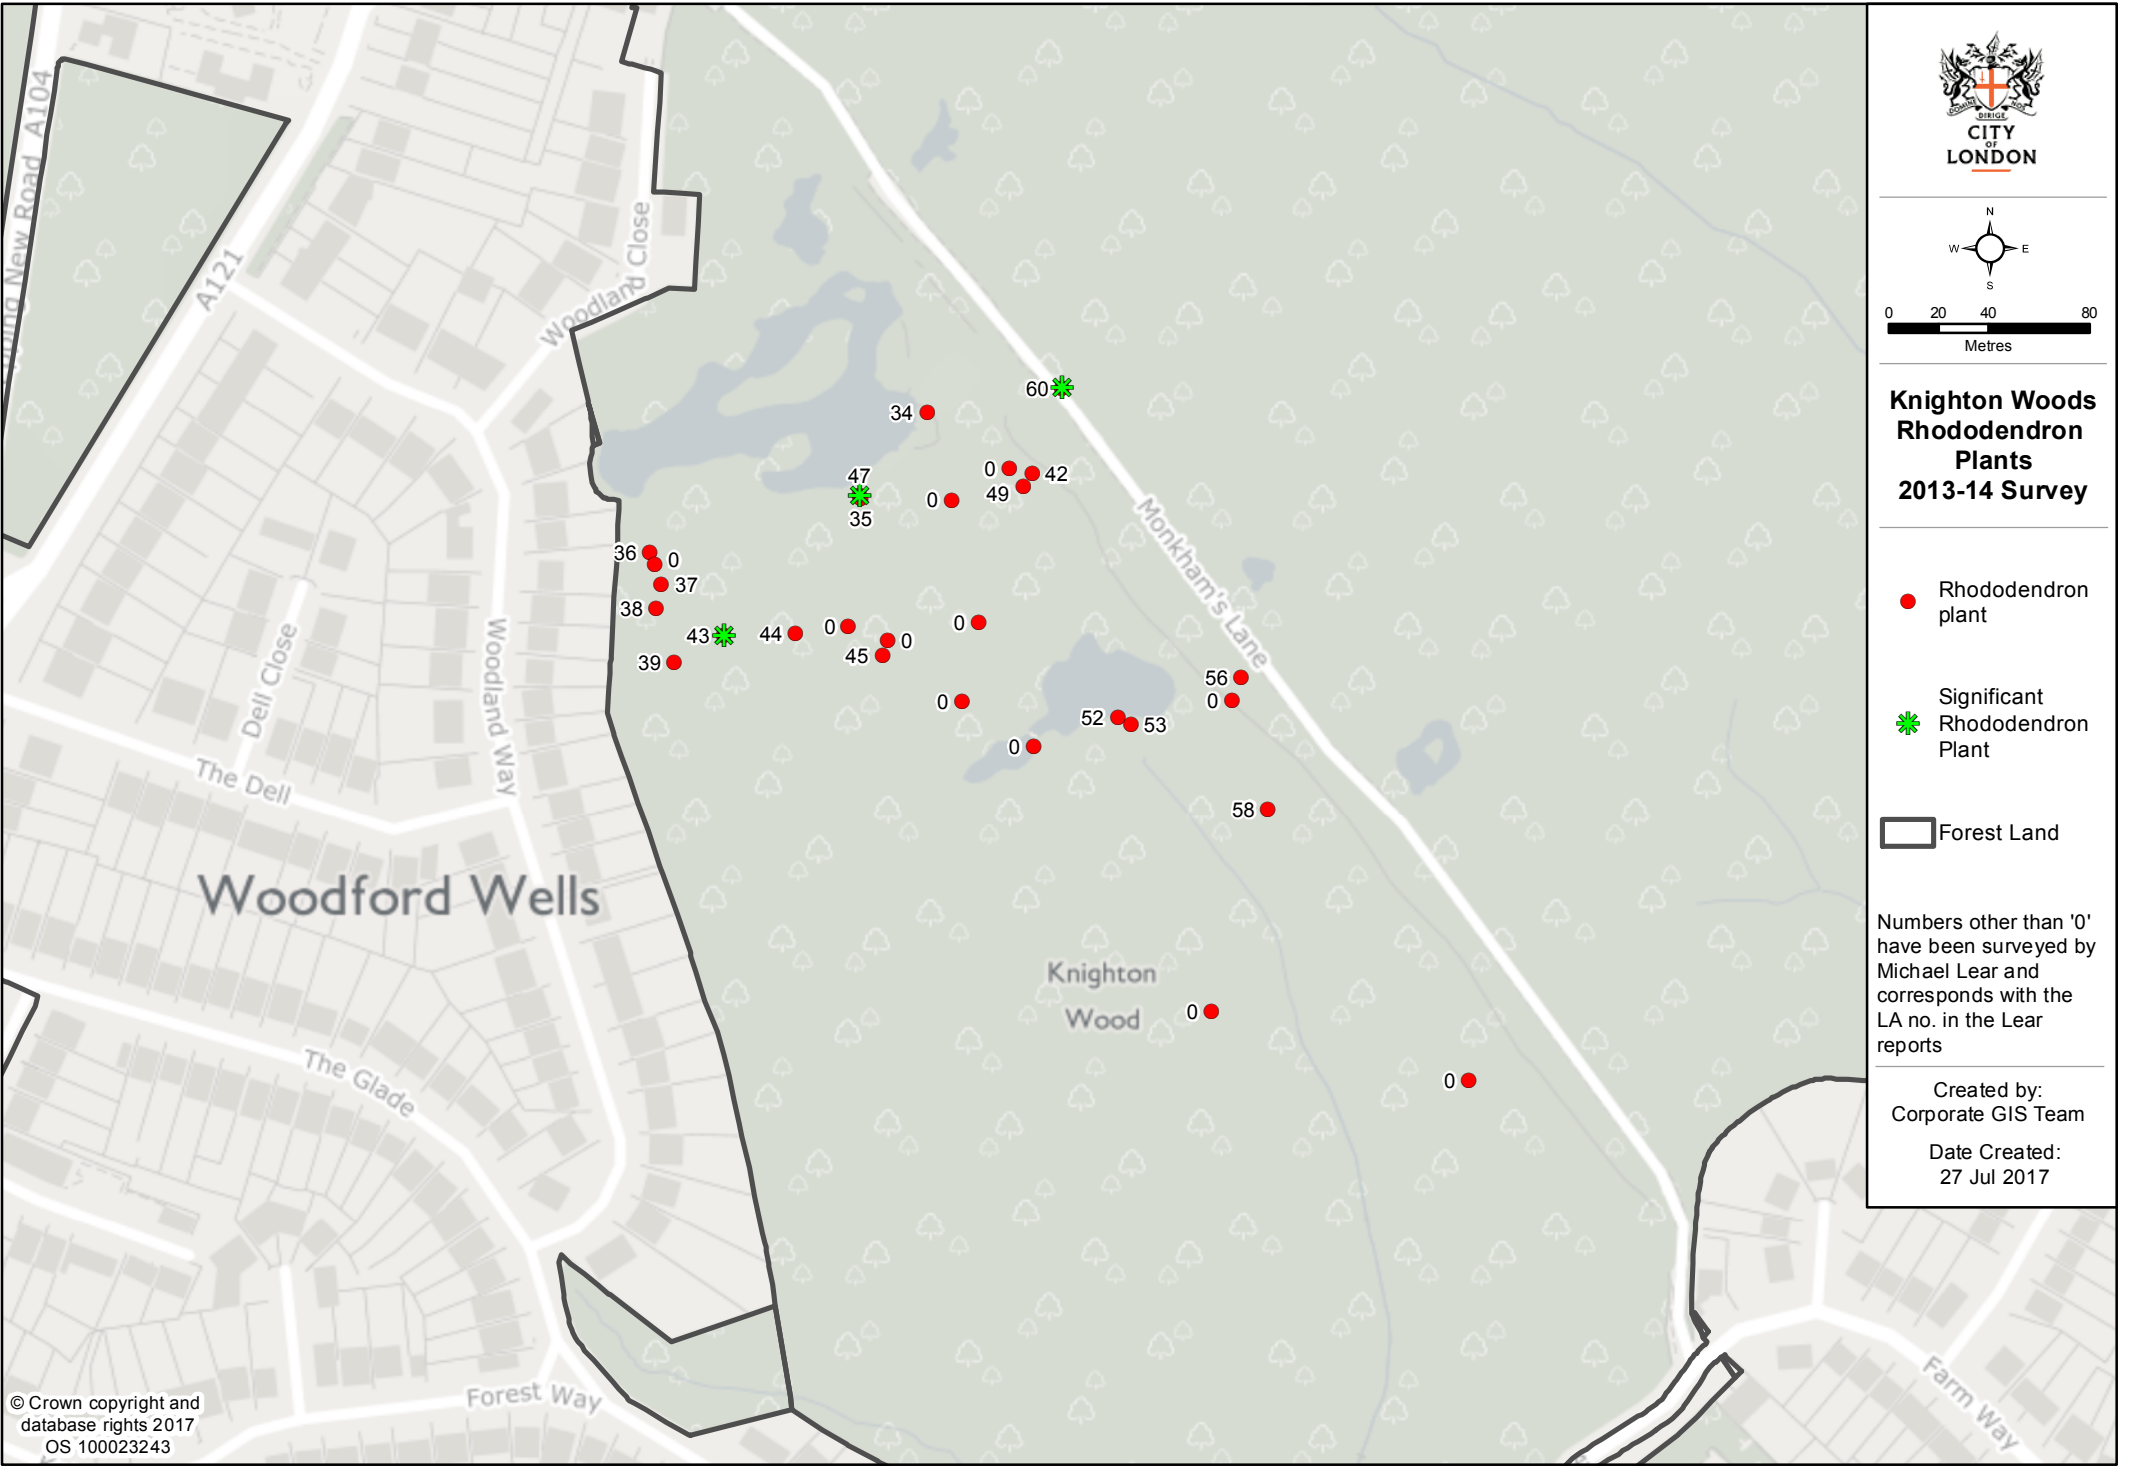 A104
New Road
A121
Woodland Close
60
34
0
42
49
47
35
0
36
0
37
38
43
44
0
0
45
0
39
0
52
53
0
56
0
58
0
0
Monkham's Lane
Woodland Way
Dell Close
The Dell
Woodford Wells
Knighton
Wood
The Glade
Forest Way
Farm Way
© Crown copyright and
database rights 2017
OS 100023243
DOMINE DIRIGE NOS
CITY
OF
LONDON
N
W E
S
0 20 40 80
Metres
Knighton Woods
Rhododendron
Plants
2013-14 Survey
Rhododendron
plant
Significant
Rhododendron
Plant
Forest Land
Numbers other than '0'
have been surveyed by
Michael Lear and
corresponds with the
LA no. in the Lear
reports
Created by:
Corporate GIS Team
Date Created:
27 Jul 2017